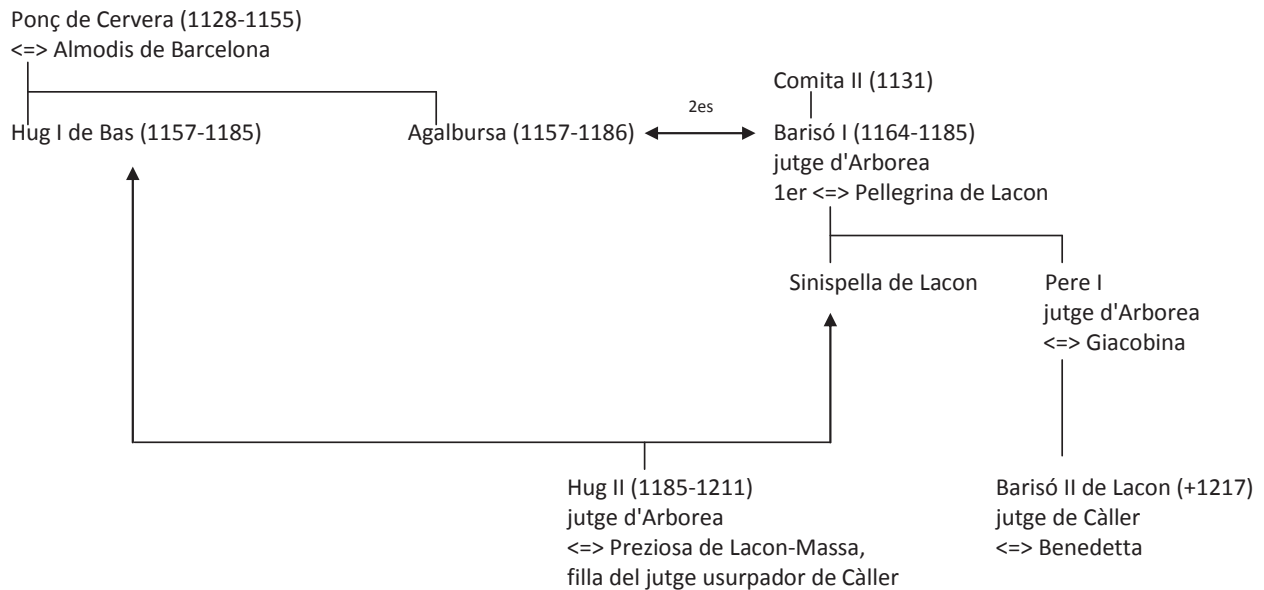 Ponç de Cervera (1128-1155)
<=> Almodis de Barcelona
Comita II (1131)
2es
Hug I de Bas (1157-1185)
Agalbursa (1157-1186)
Barisó I (1164-1185)
jutge d'Arborea
1er <=> Pellegrina de Lacon
Sinispella de Lacon
Pere I
jutge d'Arborea
<=> Giacobina
Hug II (1185-1211)
jutge d'Arborea
<=> Preziosa de Lacon-Massa,
filla del jutge usurpador de Càller
Barisó II de Lacon (+1217)
jutge de Càller
<=> Benedetta